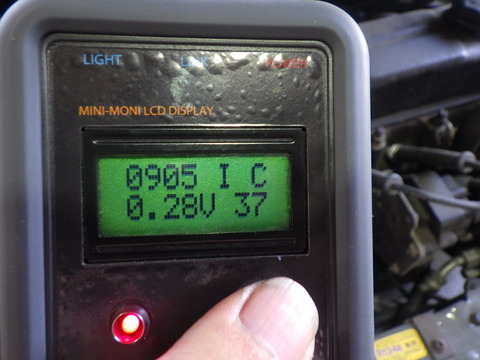 LIGHT
MINI-MONI LCD DISPLAY
0905 I C
0.28V 37